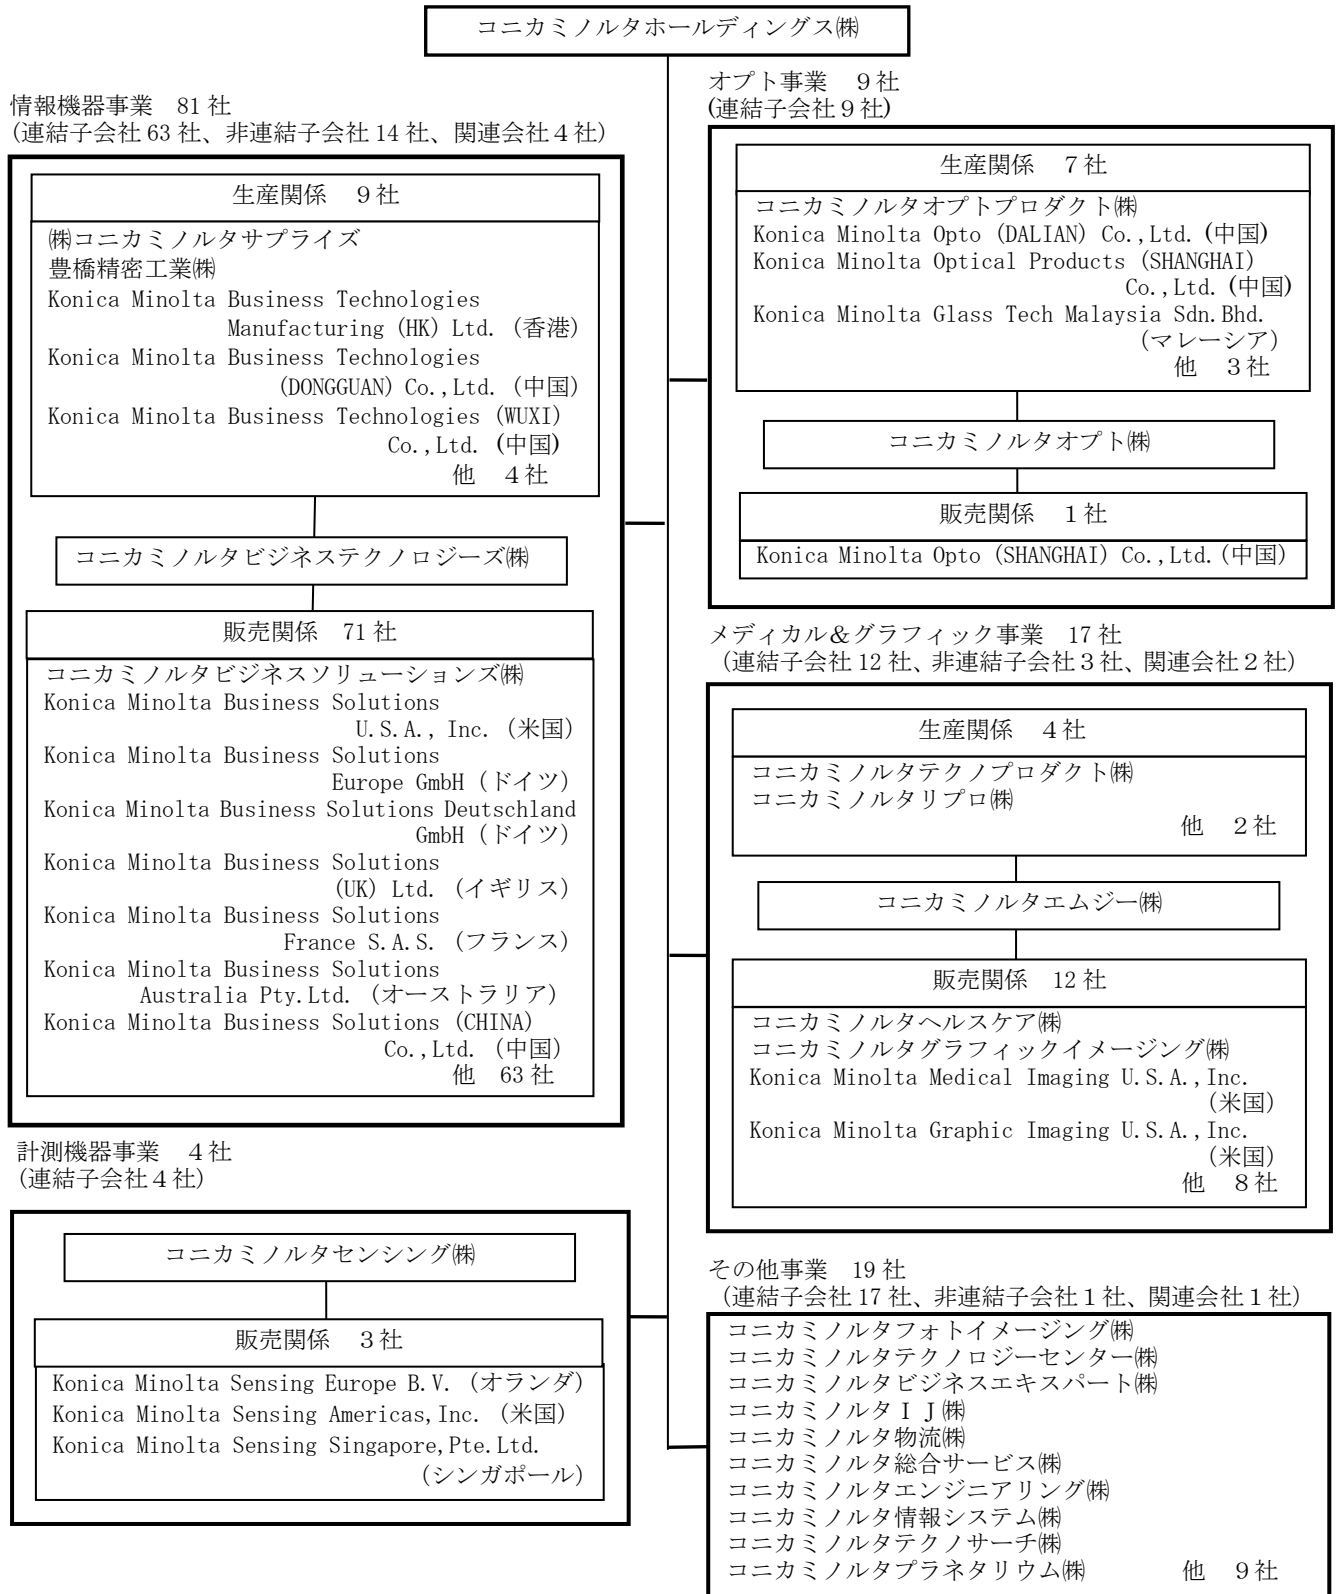 コニカミノルタホールディングス㈱
情報機器事業　81 社
(連結子会社 63 社、非連結子会社 14 社、関連会社４社)
生産関係　９社
㈱コニカミノルタサプライズ
豊橋精密工業㈱
Konica Minolta Business Technologies
Manufacturing (HK) Ltd. (香港)
Konica Minolta Business Technologies
(DONGGUAN) Co.,Ltd. (中国)
Konica Minolta Business Technologies (WUXI)
Co.,Ltd. (中国)
他　４社
コニカミノルタビジネステクノロジーズ㈱
販売関係　71 社
コニカミノルタビジネスソリューションズ㈱
Konica Minolta Business Solutions
U.S.A., Inc. (米国)
Konica Minolta Business Solutions
Europe GmbH (ドイツ)
Konica Minolta Business Solutions Deutschland
GmbH (ドイツ)
Konica Minolta Business Solutions
(UK) Ltd. (イギリス)
Konica Minolta Business Solutions
France S.A.S. (フランス)
Konica Minolta Business Solutions
Australia Pty.Ltd. (オーストラリア)
Konica Minolta Business Solutions (CHINA)
Co.,Ltd. (中国)
他　63 社
計測機器事業　４社
(連結子会社４社)
コニカミノルタセンシング㈱
販売関係　３社
Konica Minolta Sensing Europe B.V. (オランダ)
Konica Minolta Sensing Americas,Inc. (米国)
Konica Minolta Sensing Singapore,Pte.Ltd.
(シンガポール)
オプト事業　９社
(連結子会社９社)
生産関係　７社
コニカミノルタオプトプロダクト㈱
Konica Minolta Opto (DALIAN) Co.,Ltd. (中国)
Konica Minolta Optical Products (SHANGHAI)
Co.,Ltd. (中国)
Konica Minolta Glass Tech Malaysia Sdn.Bhd.
(マレーシア)
他　３社
コニカミノルタオプト㈱
販売関係　１社
Konica Minolta Opto (SHANGHAI) Co.,Ltd.(中国)
メディカル＆グラフィック事業　17 社
(連結子会社 12 社、非連結子会社３社、関連会社２社)
生産関係　４社
コニカミノルタテクノプロダクト㈱
コニカミノルタリプロ㈱
他　２社
コニカミノルタエムジー㈱
販売関係　12 社
コニカミノルタヘルスケア㈱
コニカミノルタグラフィックイメージング㈱
Konica Minolta Medical Imaging U.S.A.,Inc.
(米国)
Konica Minolta Graphic Imaging U.S.A.,Inc.
(米国)
他　８社
その他事業　19 社
(連結子会社 17 社、非連結子会社１社、関連会社１社)
コニカミノルタフォトイメージング㈱
コニカミノルタテクノロジーセンター㈱
コニカミノルタビジネスエキスパート㈱
コニカミノルタＩＪ㈱
コニカミノルタ物流㈱
コニカミノルタ総合サービス㈱
コニカミノルタエンジニアリング㈱
コニカミノルタ情報システム㈱
コニカミノルタテクノサーチ㈱
コニカミノルタプラネタリウム㈱　　　他　９社